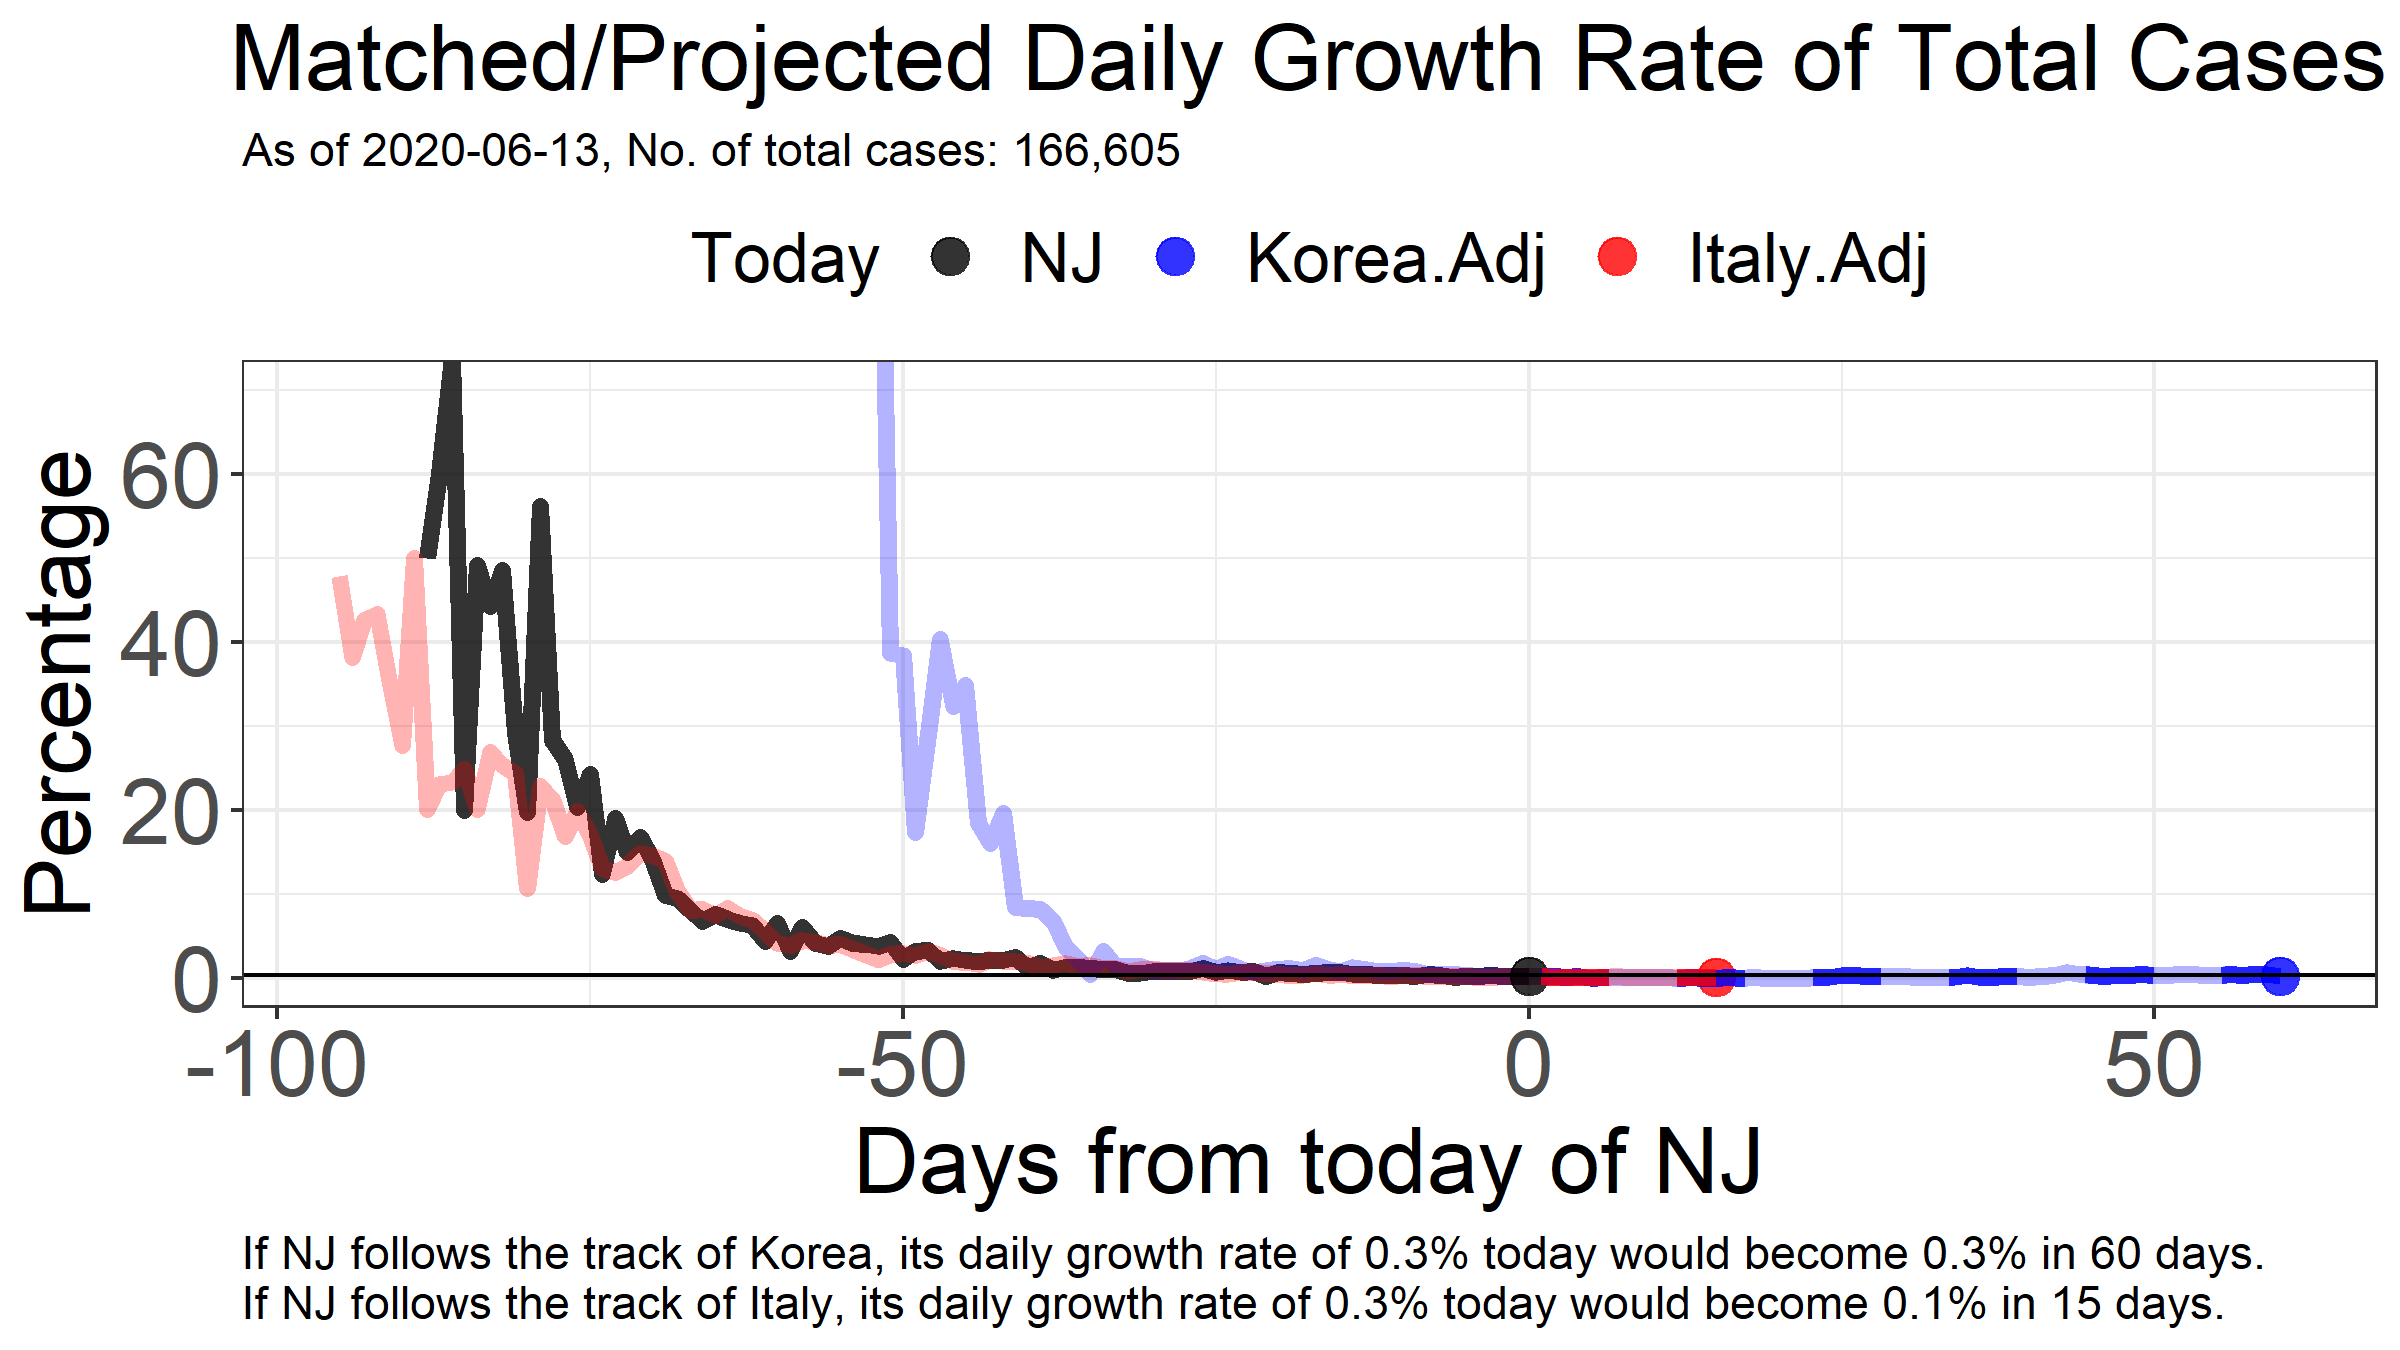 Matched/Projected Daily Growth Rate of Total Cases
As of 2020-06-13, No. of total cases: 166,605
Today NJ Korea.Adj Italy.Adj
Percentage
60
40
20
0
-100 -50 0 50
Days from today of NJ
If NJ follows the track of Korea, its daily growth rate of 0.3% today would become 0.3% in 60 days.
If NJ follows the track of Italy, its daily growth rate of 0.3% today would become 0.1% in 15 days.